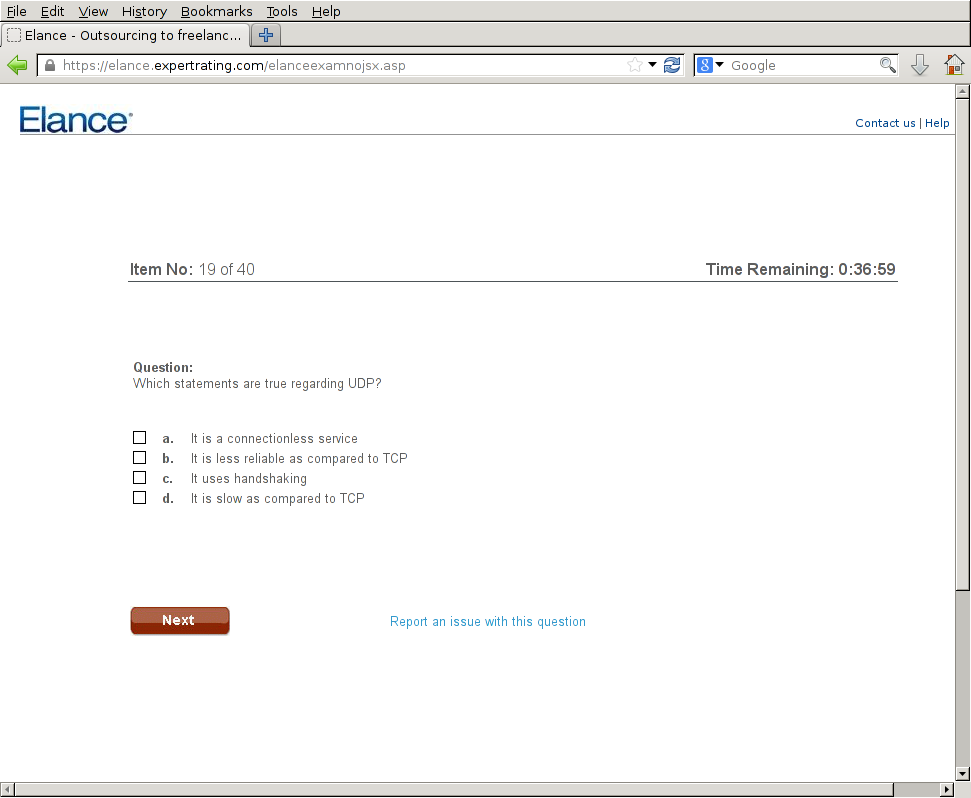 File Edit View History Bookmarks Tools Help
Elance - Outsourcing to freelanc...
https://elance.expertrating.com/elanceexamnojsx.asp
8 Google
Elance
Contact us | Help
Item No: 19 of 40
Time Remaining: 0:36:59
Question:
Which statements are true regarding UDP?
a. It is a connectionless service
b. It is less reliable as compared to TCP
c. It uses handshaking
d. It is slow as compared to TCP
Next
Report an issue with this question